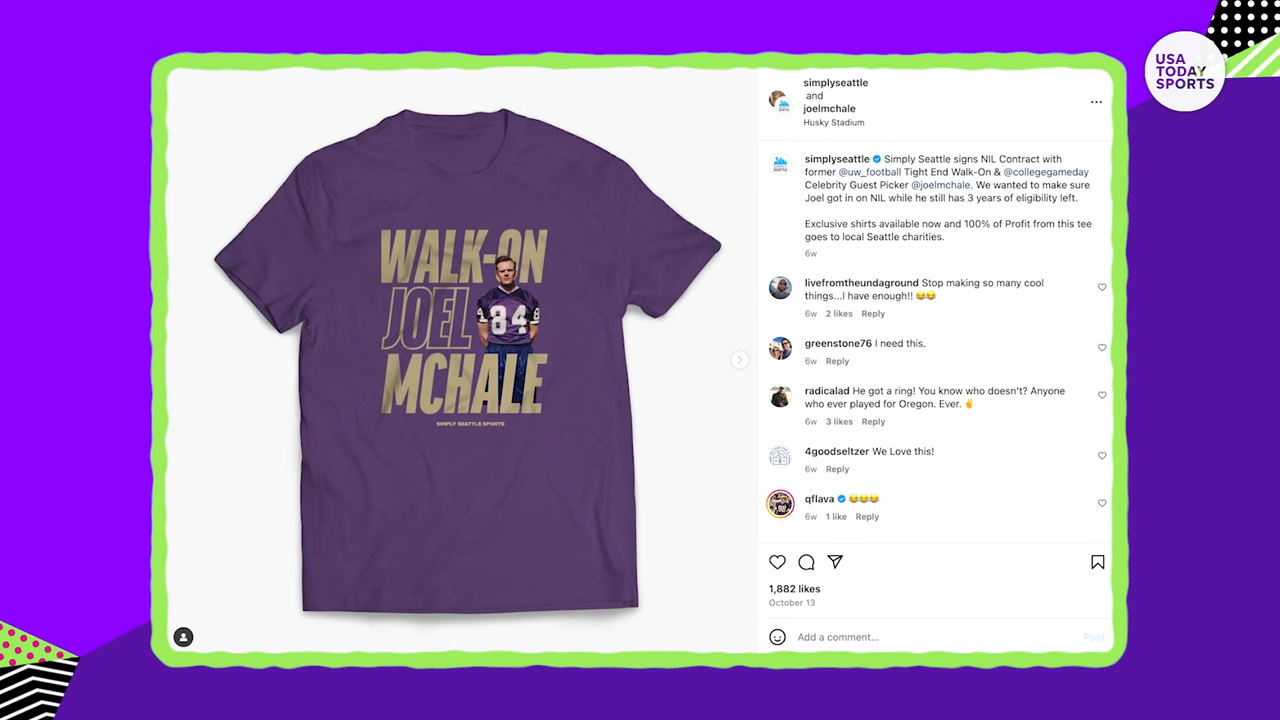 USA
TODAY
SPORTS
WALK-ON
JOEL
84
MCHALE
SIMPLY SEATTLE SPORTS
simplyseattle
and
joelmchale
Husky Stadium
simplyseattle Simply Seattle signs NIL Contract with
former @uw_football Tight End Walk-On & @collegegameday
Celebrity Guest Picker @joelmchale. We wanted to make sure
Joel got in on NIL while he still has 3 years of eligibility left.
Exclusive shirts available now and 100% of Profit from this tee
goes to local Seattle charities.
6w
livefromtheundaground Stop making so many cool
things...I have enough!! 😂😂
6w 2 likes Reply
greenstone76 I need this.
6w Reply
radicalad He got a ring! You know who doesn't? Anyone
who ever played for Oregon. Ever. ✌️
6w 3 likes Reply
4goodseltzer We Love this!
6w Reply
qflava 😂😂😂
6w 1 like Reply
1,882 likes
October 13
Add a comment...
Post